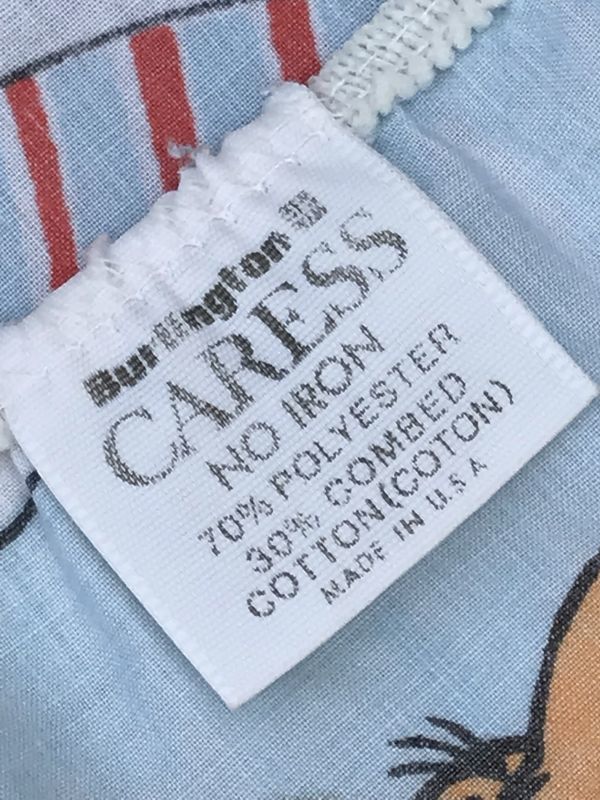 Burlington
CARESS
NO IRON
70% POLYESTER
30% COMBED
COTTON(COTON)
MADE IN U.S.A